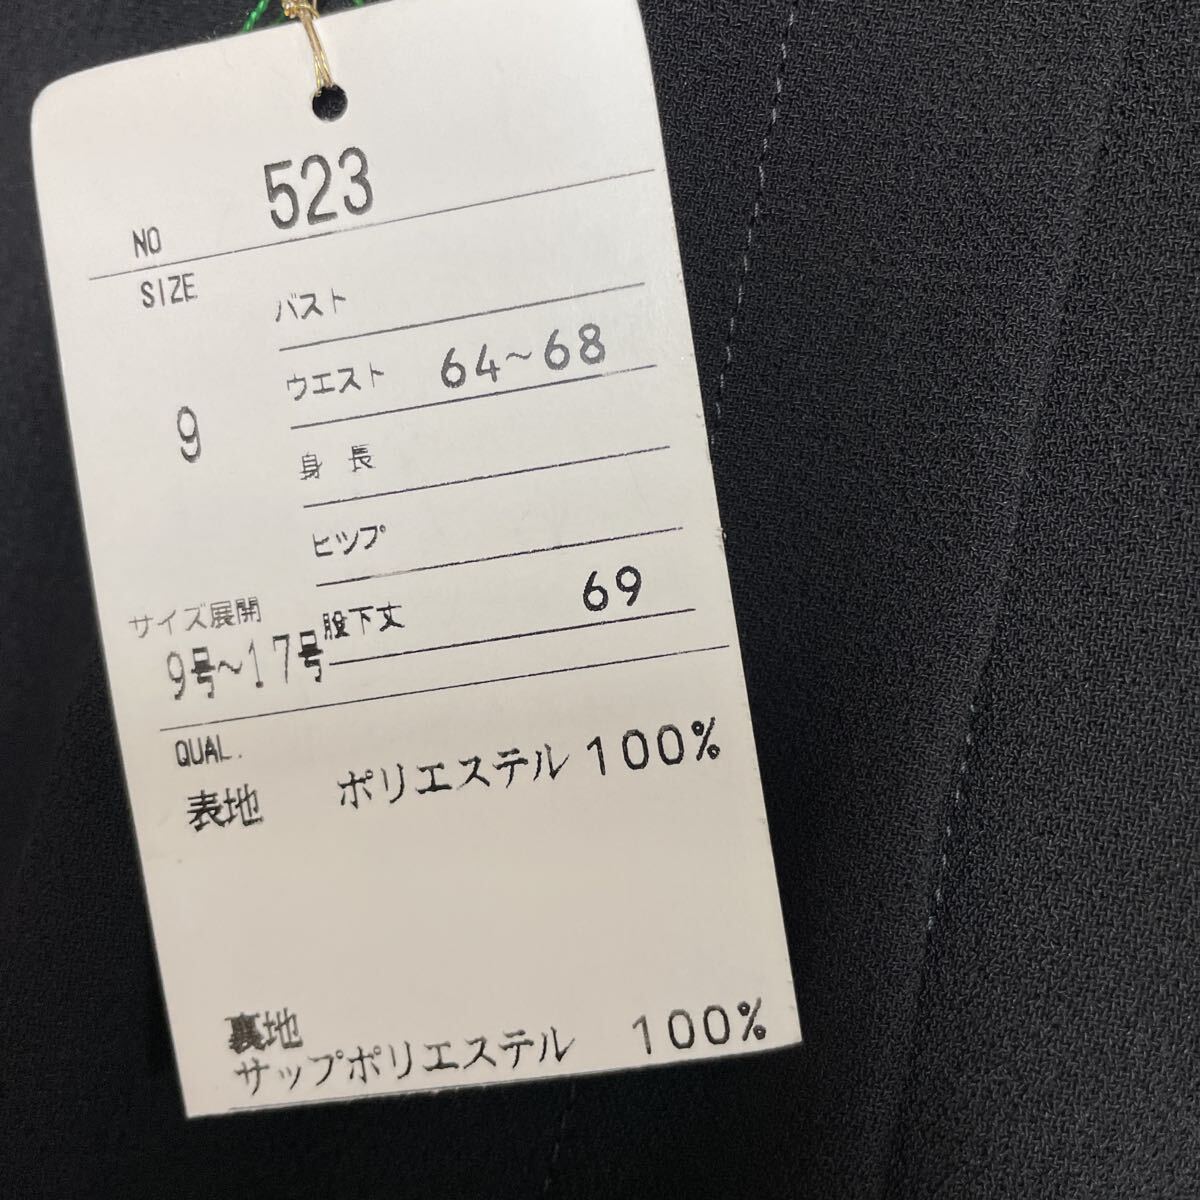 NO 523
SIZE
9
バスト
ウエスト 64~68
身長
ヒップ
股下丈 69
サイズ展開
9号~17号
QUAL.
表地 ポリエステル 100%
裏地
サップポリエステル 100%